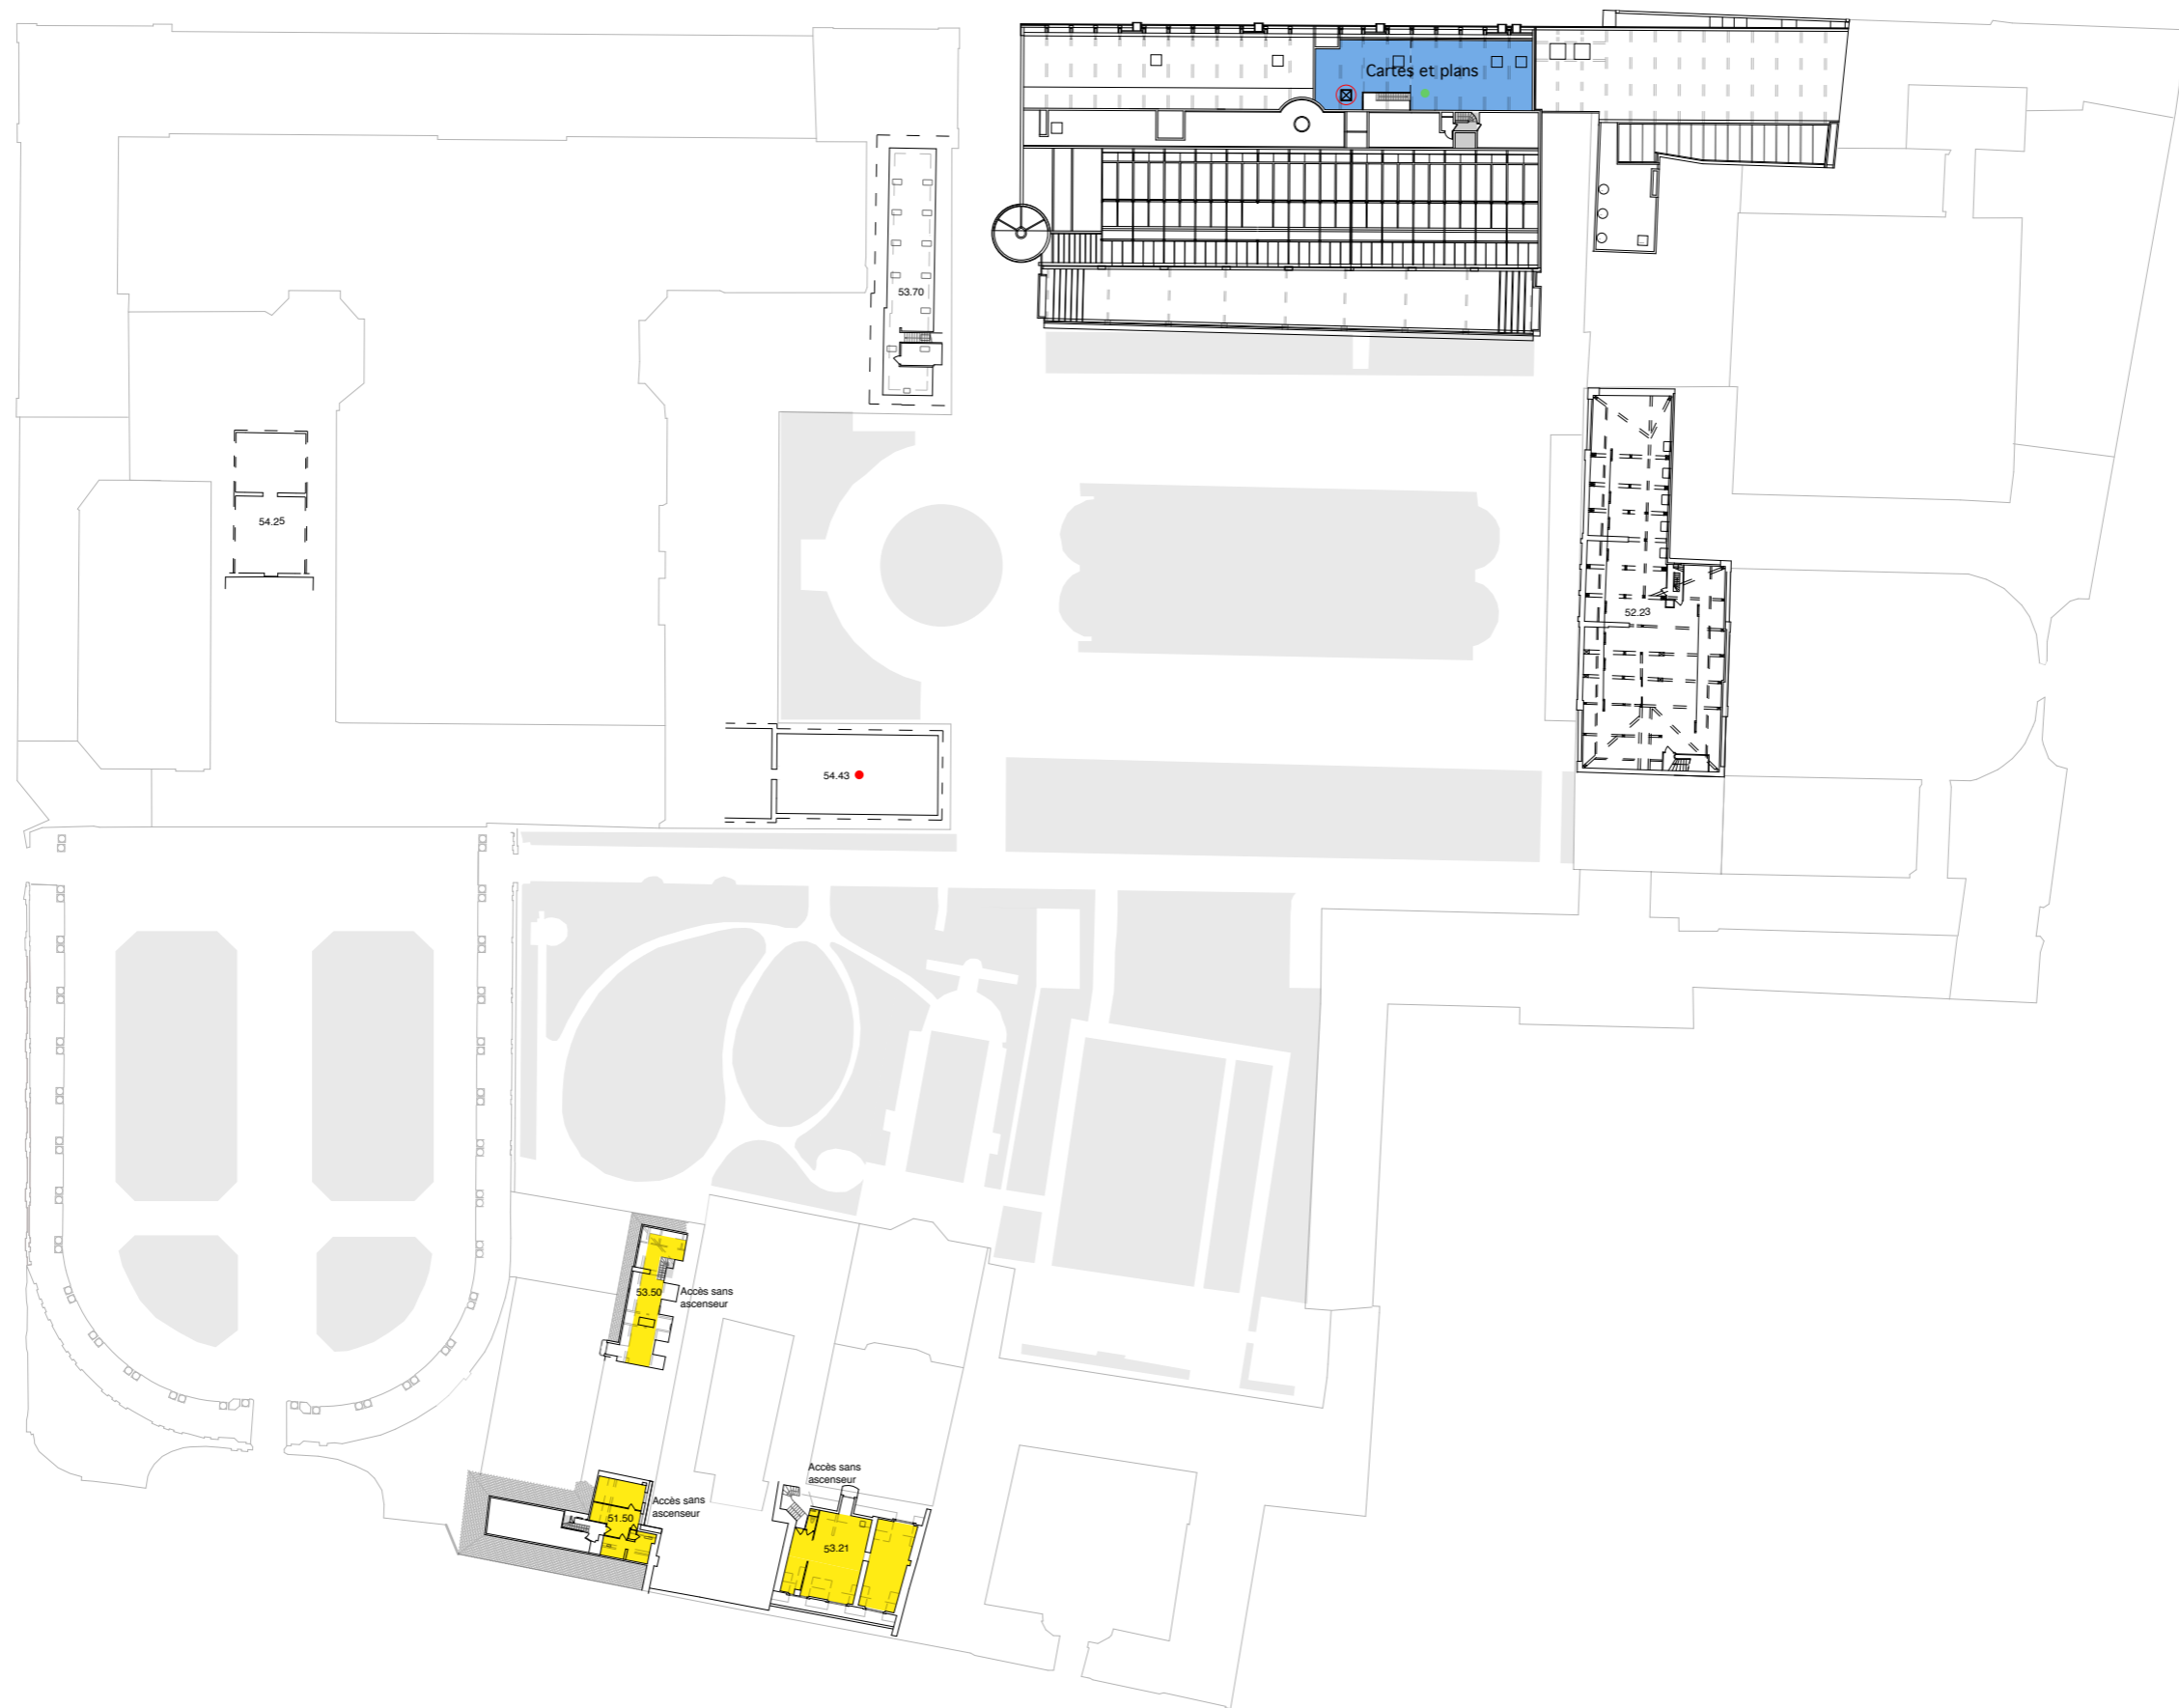 Cartes et plans
53.70
54.25
52.23
54.43
53.50
Accès sans
ascenseur
Accès sans
ascenseur
51.50
Accès sans
ascenseur
53.21